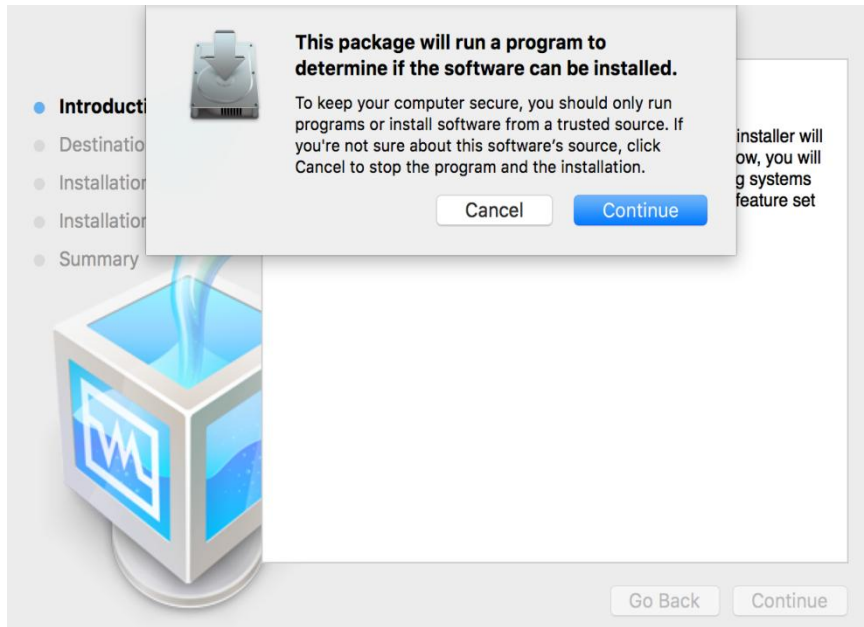 This package will run a program to
determine if the software can be installed.
To keep your computer secure, you should only run
programs or install software from a trusted source. If
you're not sure about this software's source, click
Cancel to stop the program and the installation.
Cancel
Continue
Introducti
Destinatio
Installation
Installation
Summary
installer will
ow, you will
g systems
feature set
Go Back
Continue